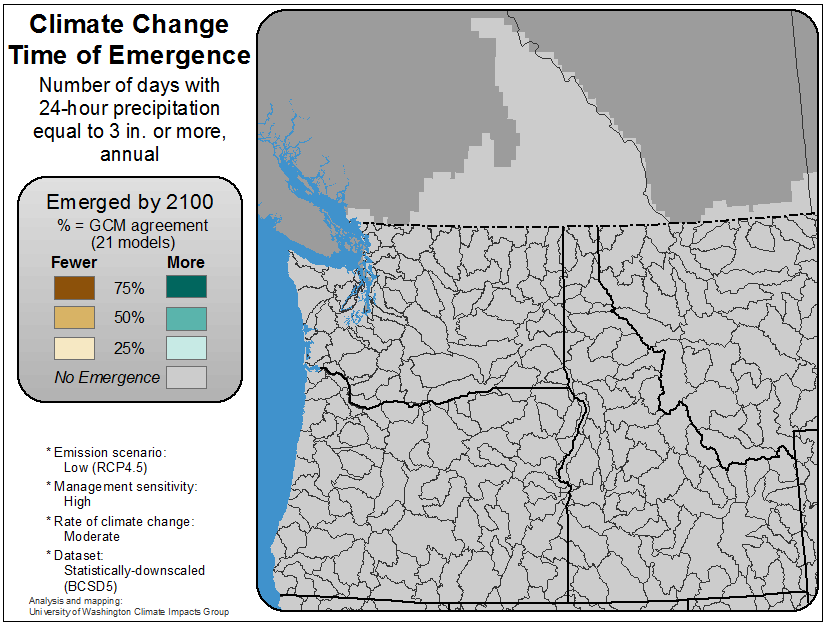 Climate Change
Time of Emergence
Number of days with
24-hour precipitation
equal to 3 in. or more,
annual
Emerged by 2100
% = GCM agreement
(21 models)
Fewer More
75%
50%
25%
No Emergence
* Emission scenario:
Low (RCP4.5)
* Management sensitivity:
High
* Rate of climate change:
Moderate
* Dataset:
Statistically-downscaled
(BCSD5)
Analysis and mapping:
University of Washington Climate Impacts Group